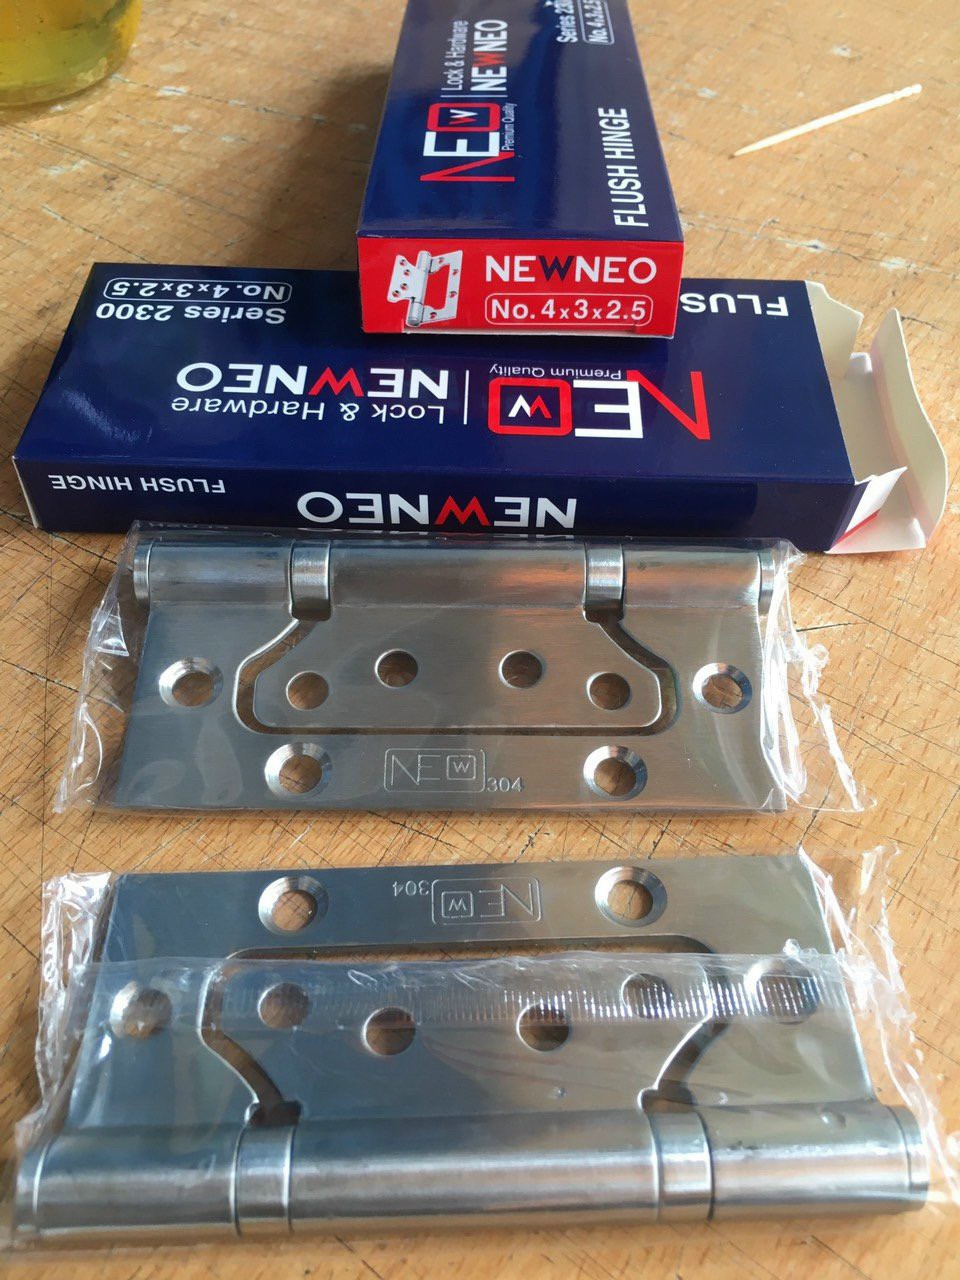 NEW
Premium Quality
Lock & Hardware
NEWNEO
FLUSH HINGE
NEWNEO
No. 4x3x2.5
Series 2300
No. 4x3x2.5
NEW
Premium Quality
Lock & Hardware
NEWNEO
FLUSH HINGE
NEWNEO
NEW
304
NEW
304